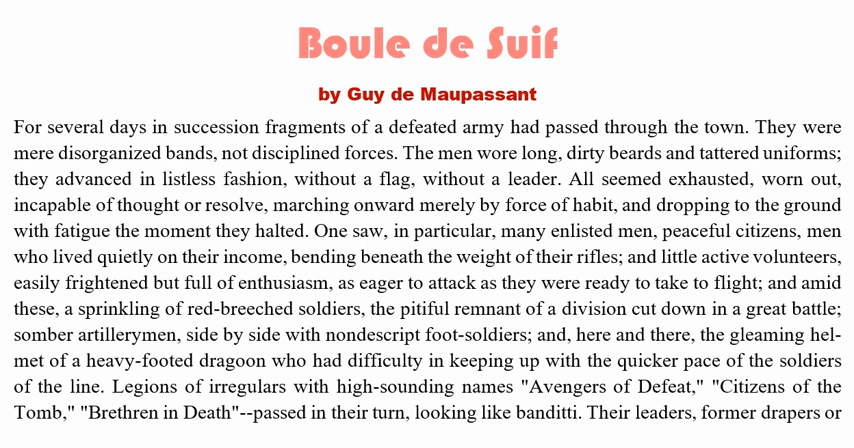 Boule de Suif
by Guy de Maupassant
For several days in succession fragments of a defeated army had passed through the town. They were
mere disorganized bands, not disciplined forces. The men wore long, dirty beards and tattered uniforms;
they advanced in listless fashion, without a flag, without a leader. All seemed exhausted, worn out,
incapable of thought or resolve, marching onward merely by force of habit, and dropping to the ground
with fatigue the moment they halted. One saw, in particular, many enlisted men, peaceful citizens, men
who lived quietly on their income, bending beneath the weight of their rifles; and little active volunteers,
easily frightened but full of enthusiasm, as eager to attack as they were ready to take to flight; and amid
these, a sprinkling of red-breeched soldiers, the pitiful remnant of a division cut down in a great battle;
somber artillerymen, side by side with nondescript foot-soldiers; and, here and there, the gleaming hel-
met of a heavy-footed dragoon who had difficulty in keeping up with the quicker pace of the soldiers
of the line. Legions of irregulars with high-sounding names "Avengers of Defeat," "Citizens of the
Tomb," "Brethren in Death"--passed in their turn, looking like banditti. Their leaders, former drapers or